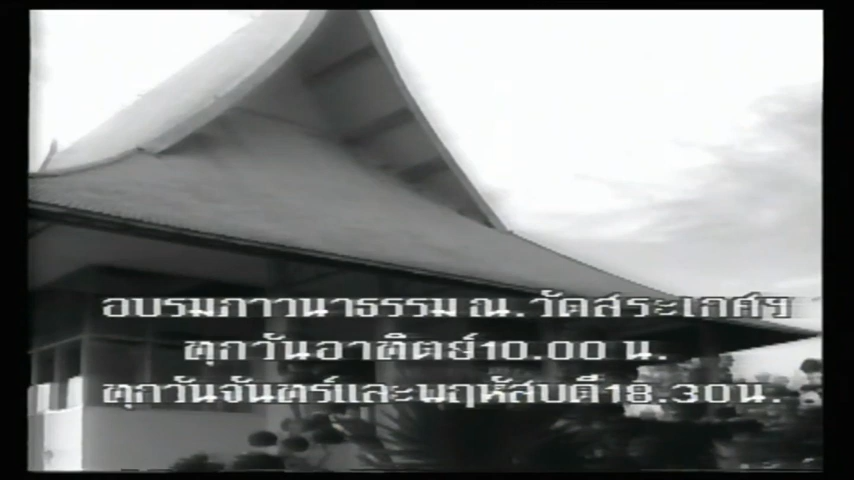 อบรมภาวนาธรรม ณ.วัดสระเกศฯ
ทุกวันอาทิตย์10.00 น.
ทุกวันจันทร์และพฤหัสบดี18.30น.